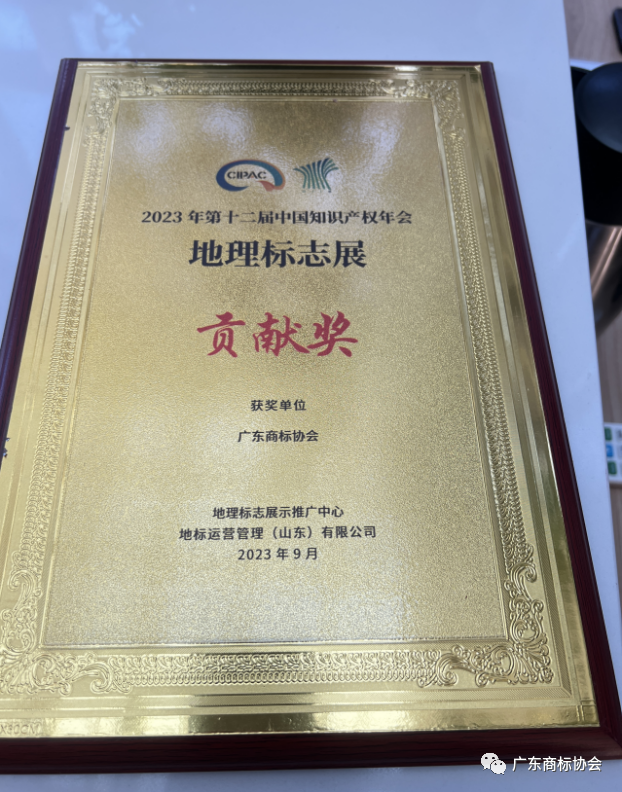 CIPAC
2023 年第十二届中国知识产权年会
地理标志展
贡献奖
获奖单位
广东商标协会
地理标志展示推广中心
地标运营管理（山东）有限公司
2023 年 9 月
广东商标协会